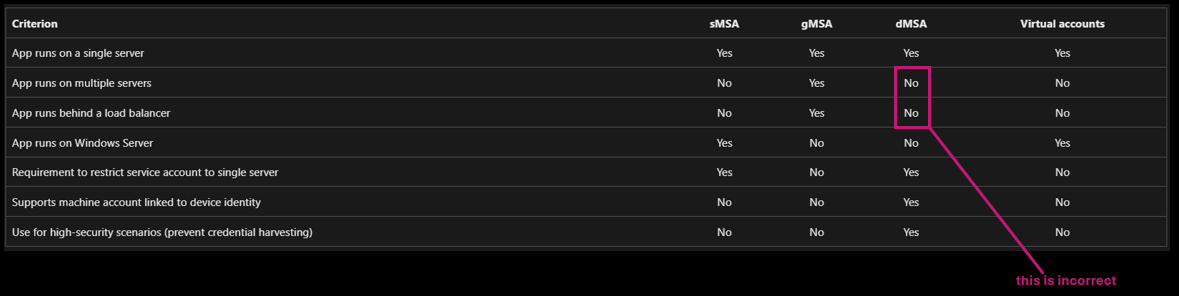 Criterion sMSA gMSA dMSA Virtual accounts
App runs on a single server Yes Yes Yes Yes
App runs on multiple servers No Yes No No
App runs behind a load balancer No Yes No No
App runs on Windows Server Yes No No Yes
Requirement to restrict service account to single server Yes No Yes No
Supports machine account linked to device identity No No Yes No
Use for high-security scenarios (prevent credential harvesting) No No Yes No
this is incorrect